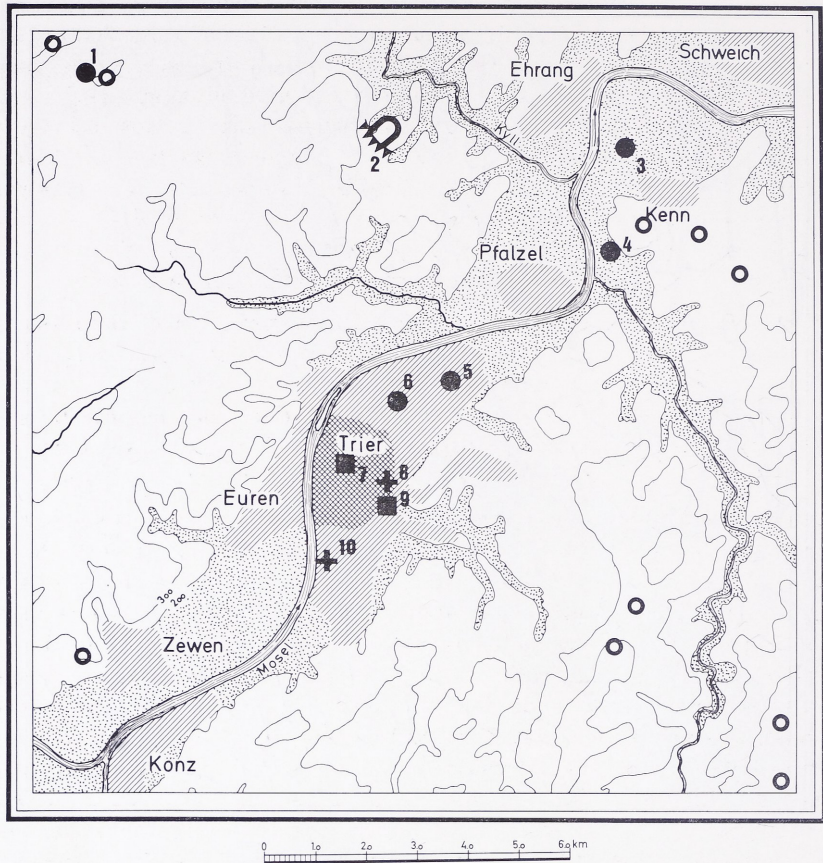 1
Schweich
Ehrang
Kyll
2
3
Kenn
4
Pfalzel
5
6
Trier
7
8
9
Euren
10
300
200
Zewen
Mosel
Konz
0 1.0 2.0 3.0 4.0 5.0 6.0 km